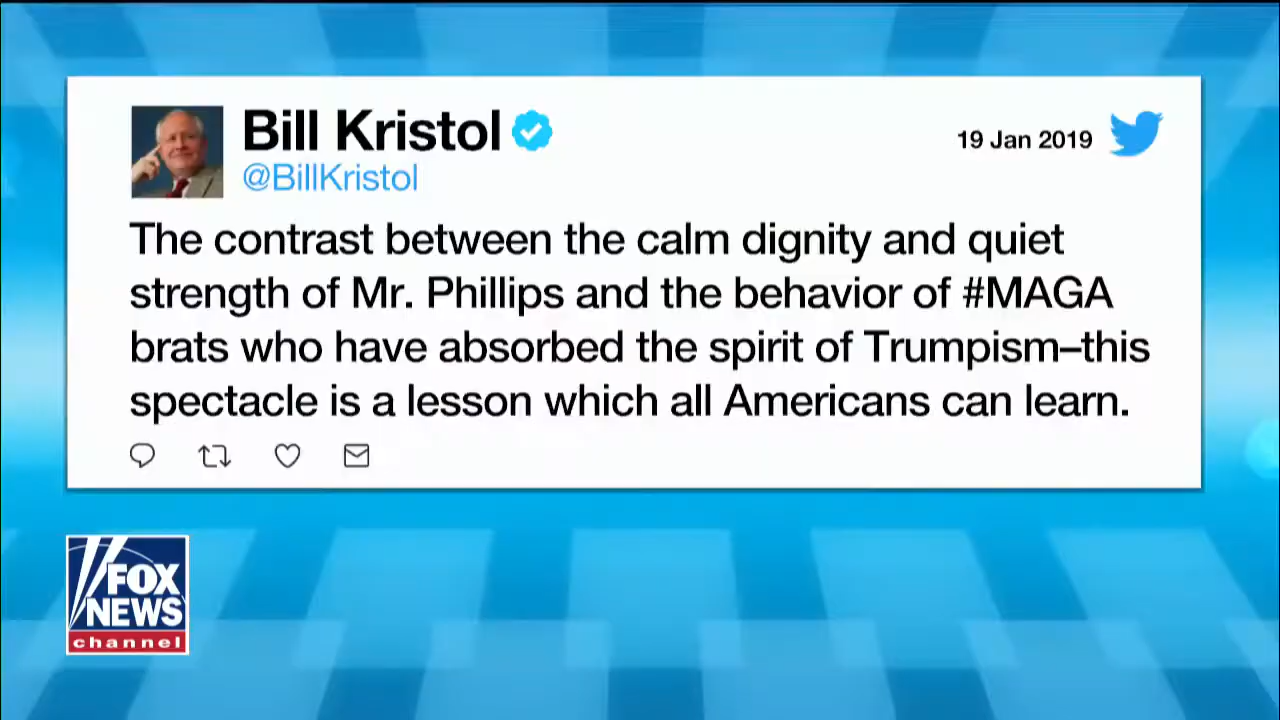 Bill Kristol
@BillKristol
19 Jan 2019
The contrast between the calm dignity and quiet
strength of Mr. Phillips and the behavior of #MAGA
brats who have absorbed the spirit of Trumpism–this
spectacle is a lesson which all Americans can learn.
FOX
NEWS
channel